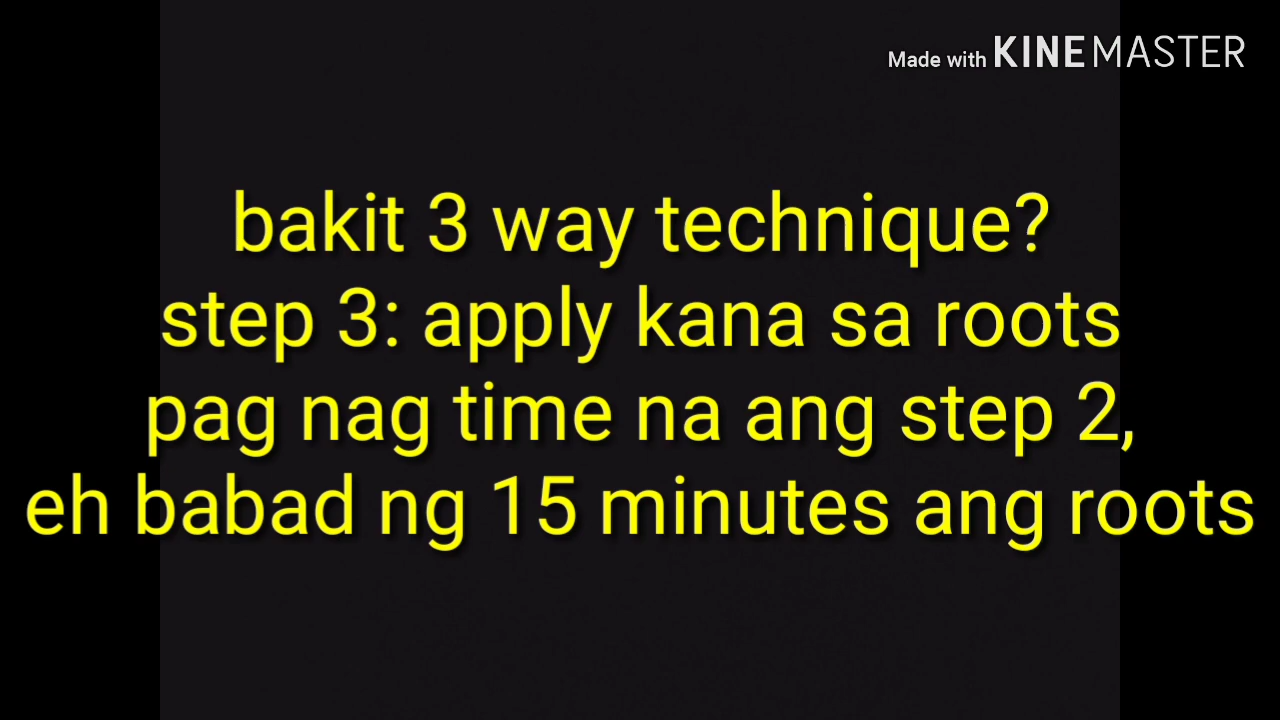 Made with KINEMASTER
bakit 3 way technique?
step 3: apply kana sa roots
pag nag time na ang step 2,
eh babad ng 15 minutes ang roots